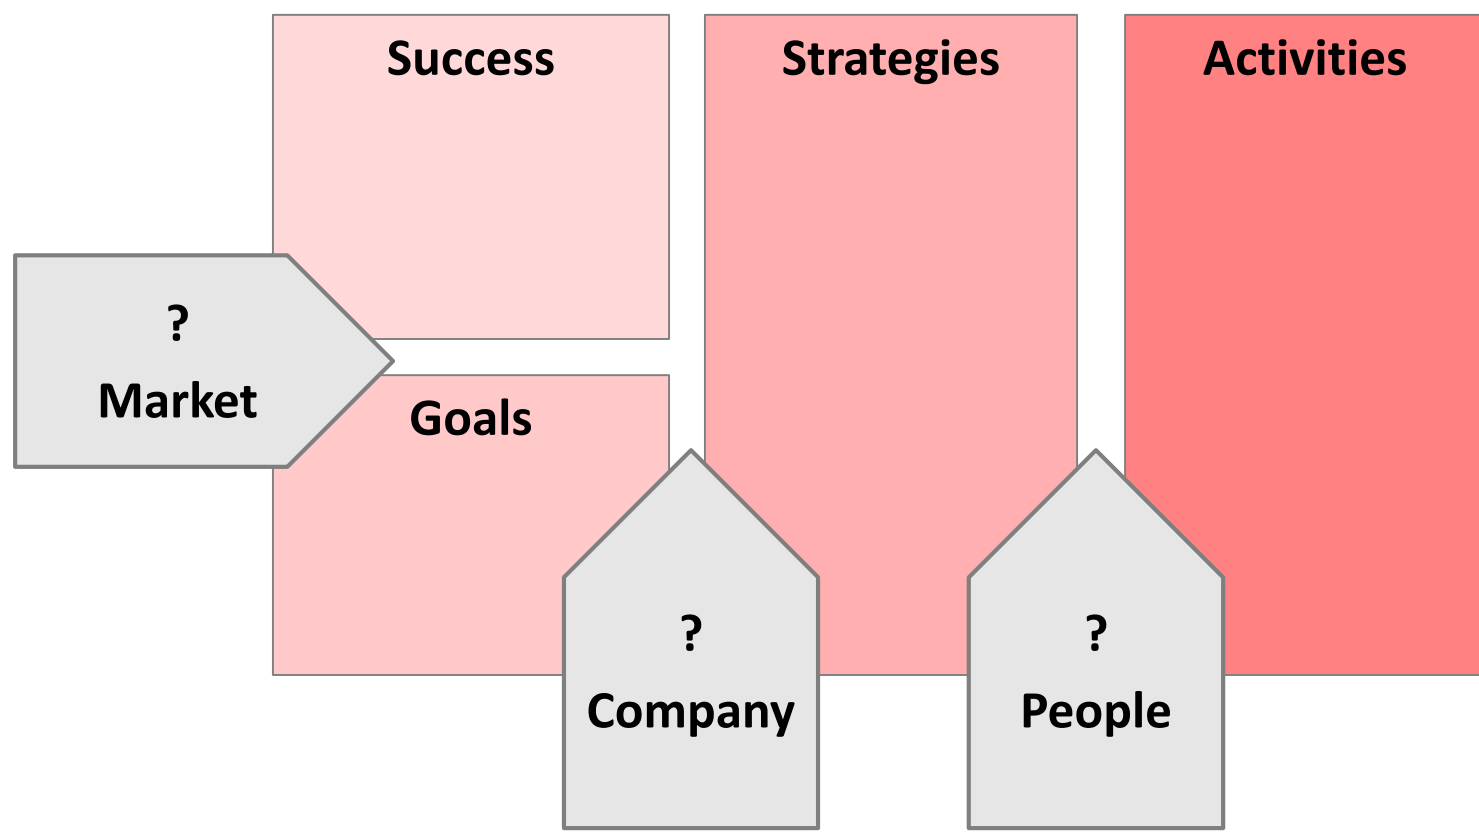 Success
Strategies
Activities
?
Market
Goals
?
Company
?
People